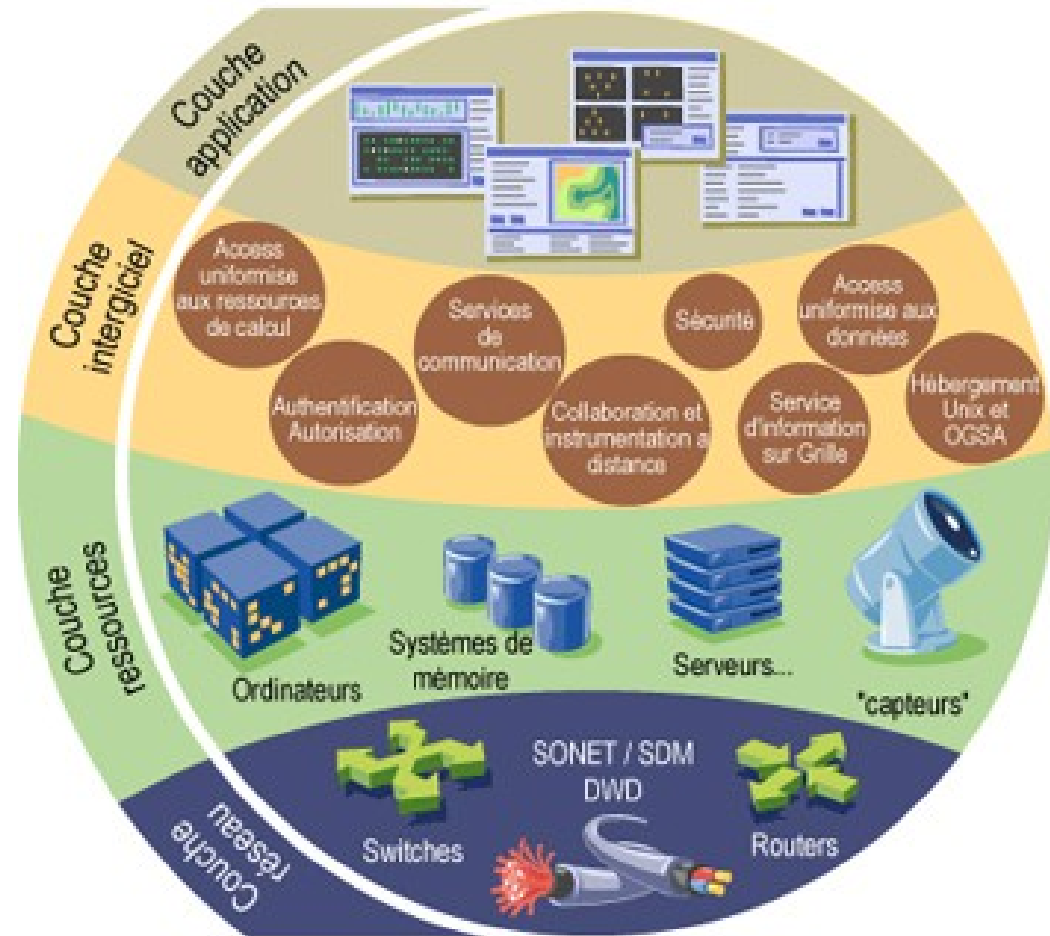 Couche
application
Couche
intergiciel
Access
uniformise
aux ressources
de calcul
Authentification
Autorisation
Services
de
communication
Collaboration et
instrumentation a
distance
Sécurité
Service
d'information
sur Grille
Access
uniformise aux
données
Hébergement
Unix et
OGSA
Couche
ressources
Ordinateurs
Systèmes de
mémoire
Serveurs...
"capteurs"
Couche
réseau
Switches
SONET / SDM
DWD
Routers